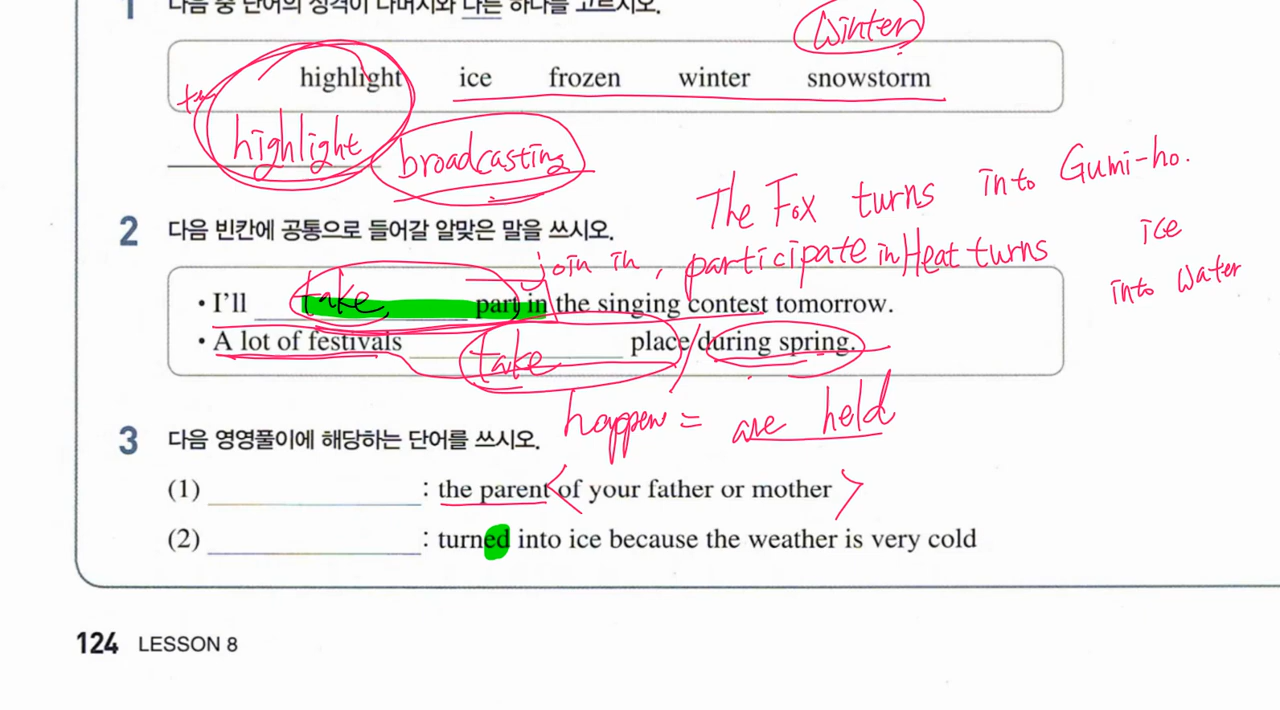 1 다음 중 단어의 성격이 나머지와 다른 하나를 고르시오.
winter
highlight ice frozen winter snowstorm
highlight
broadcasting
The Fox turns into Gumi-ho.
2 다음 빈칸에 공통으로 들어갈 알맞은 말을 쓰시오.
join in, participate in
Heat turns ice
into water
• I'll take part in the singing contest tomorrow.
• A lot of festivals take place / during spring.
happen = are held
3 다음 영영풀이에 해당하는 단어를 쓰시오.
(1) : the parent < of your father or mother >
(2) : turned into ice because the weather is very cold
124 LESSON 8